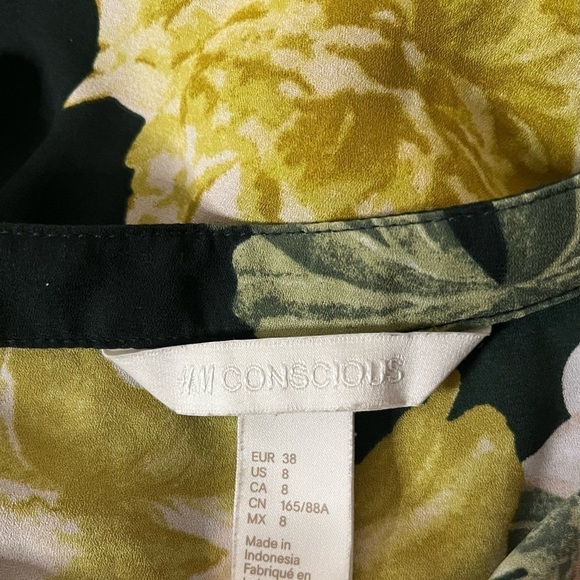 H&M CONSCIOUS
EUR 38
US 8
CA 8
CN 165/88A
MX 8
Made in
Indonesia
Fabriqué en